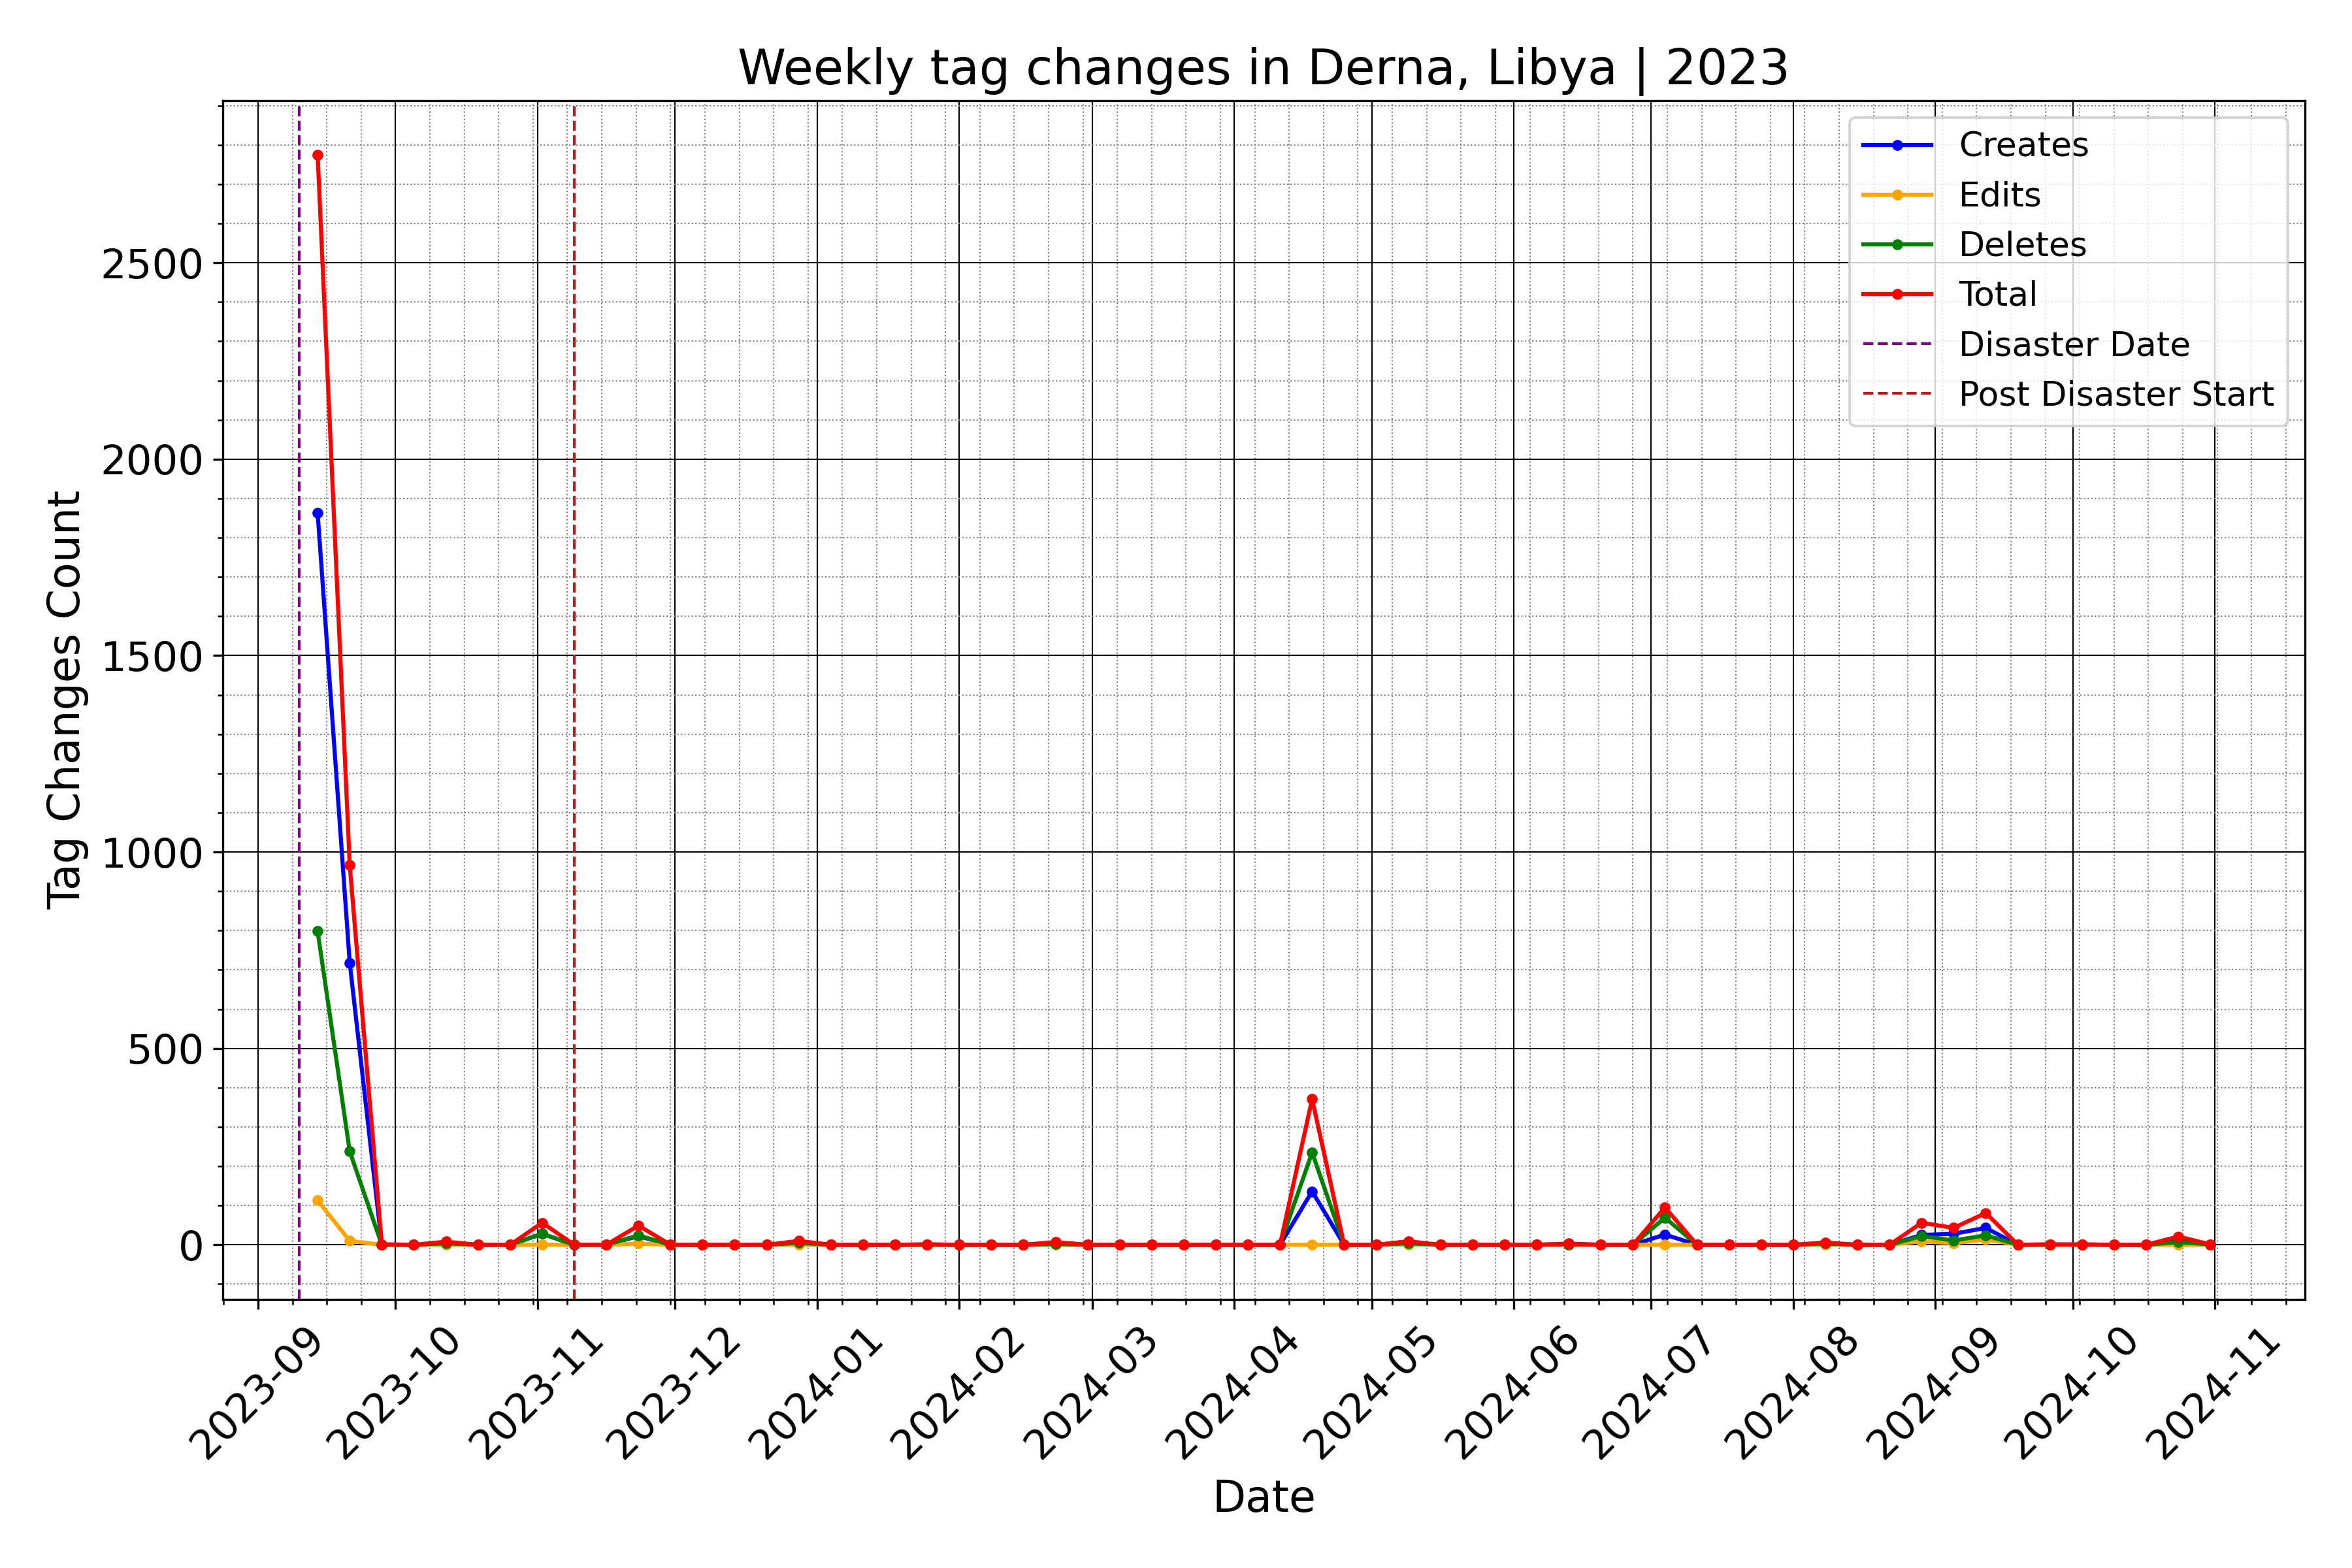 Weekly tag changes in Derna, Libya | 2023
Creates
Edits
Deletes
Total
Disaster Date
Post Disaster Start
Tag Changes Count
2500
2000
1500
1000
500
0
2023-09
2023-10
2023-11
2023-12
2024-01
2024-02
2024-03
2024-04
2024-05
2024-06
2024-07
2024-08
2024-09
2024-10
2024-11
Date